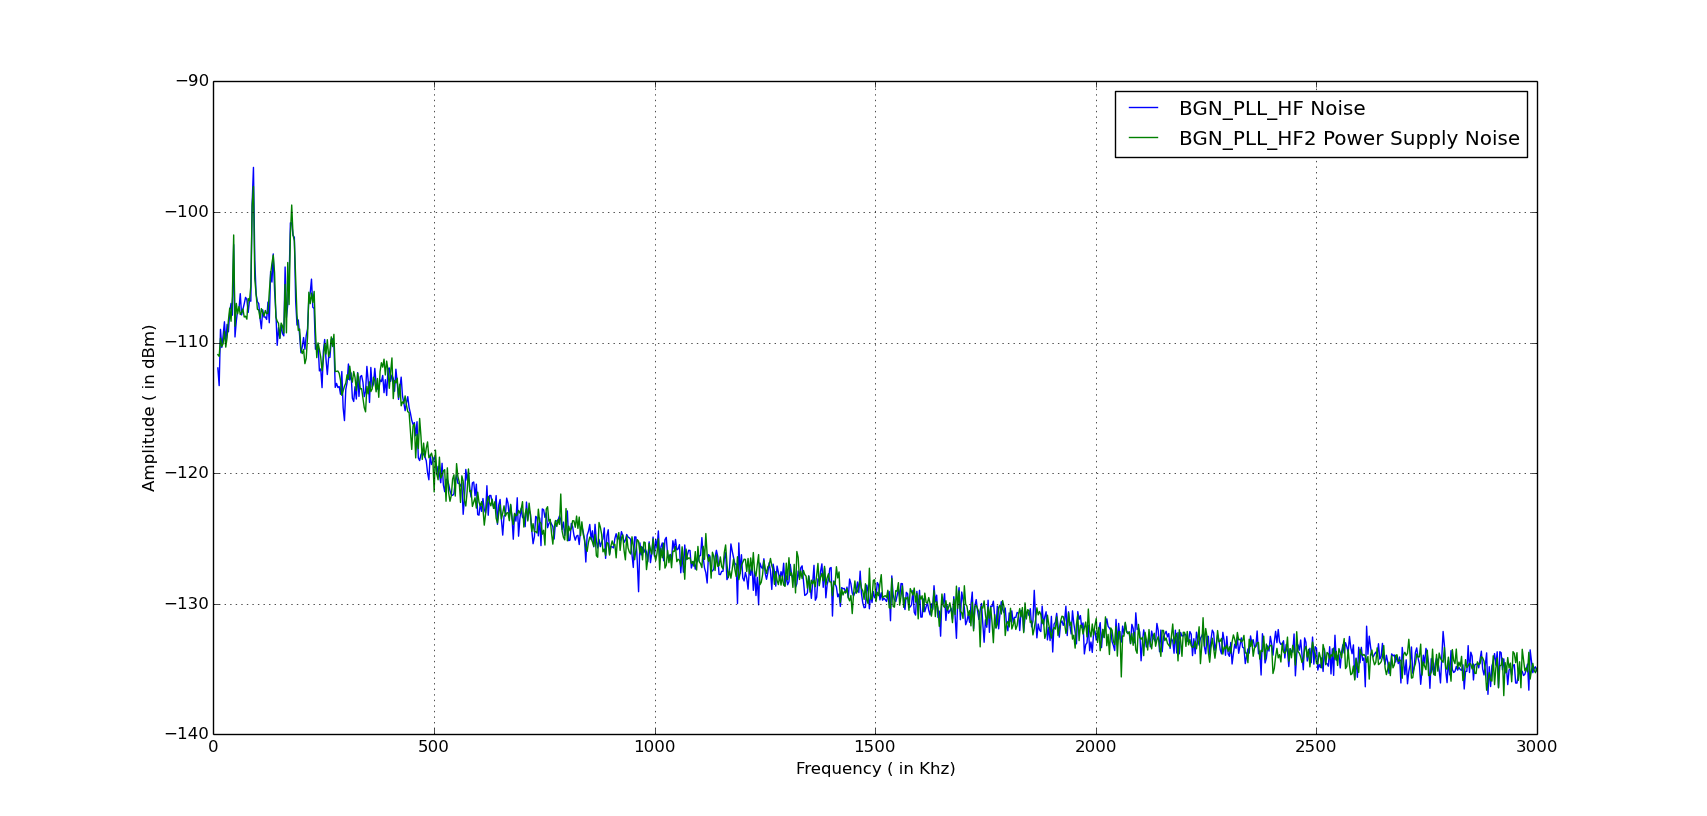 −90
−100
−110
−120
−130
−140
Amplitude ( in dBm)
BGN_PLL_HF Noise
BGN_PLL_HF2 Power Supply Noise
0 500 1000 1500 2000 2500 3000
Frequency ( in Khz)